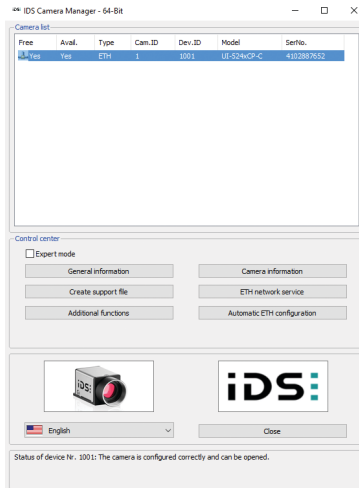 IDS Camera Manager - 64-Bit
Camera list
Free Avail. Type Cam.ID Dev.ID Model SerNo.
Yes Yes ETH 1 1001 UI-524xCP-C 4102887652
Control center
Expert mode
General information Camera information
Create support file ETH network service
Additional functions Automatic ETH configuration
iDS: iDS:
English Close
Status of device Nr. 1001: The camera is configured correctly and can be opened.